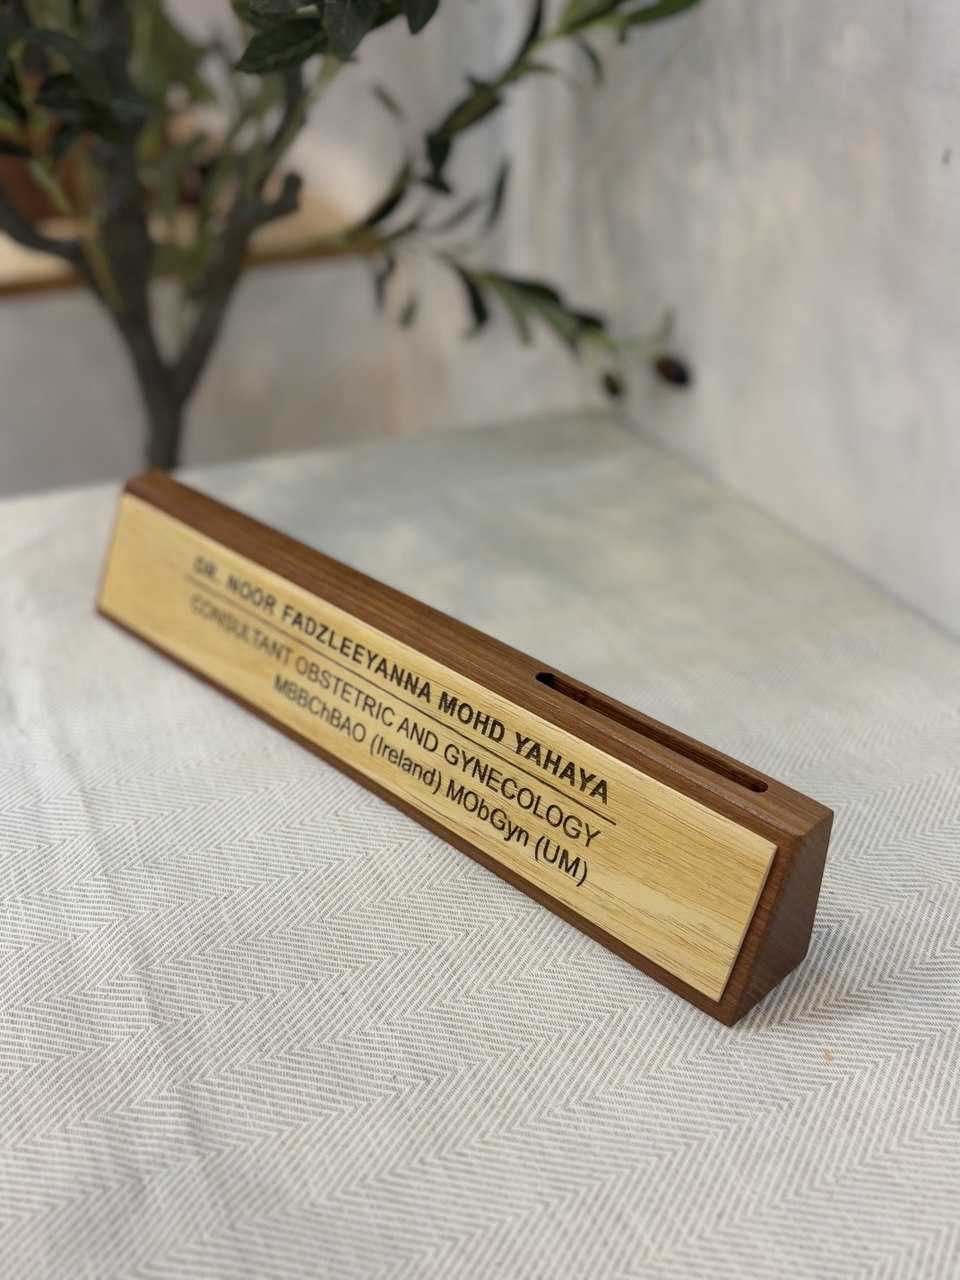 DR. NOOR FADZLEEYANNA MOHD YAHAYA
CONSULTANT OBSTETRIC AND GYNECOLOGY
MBBChBAO (Ireland) MObGyn (UM)